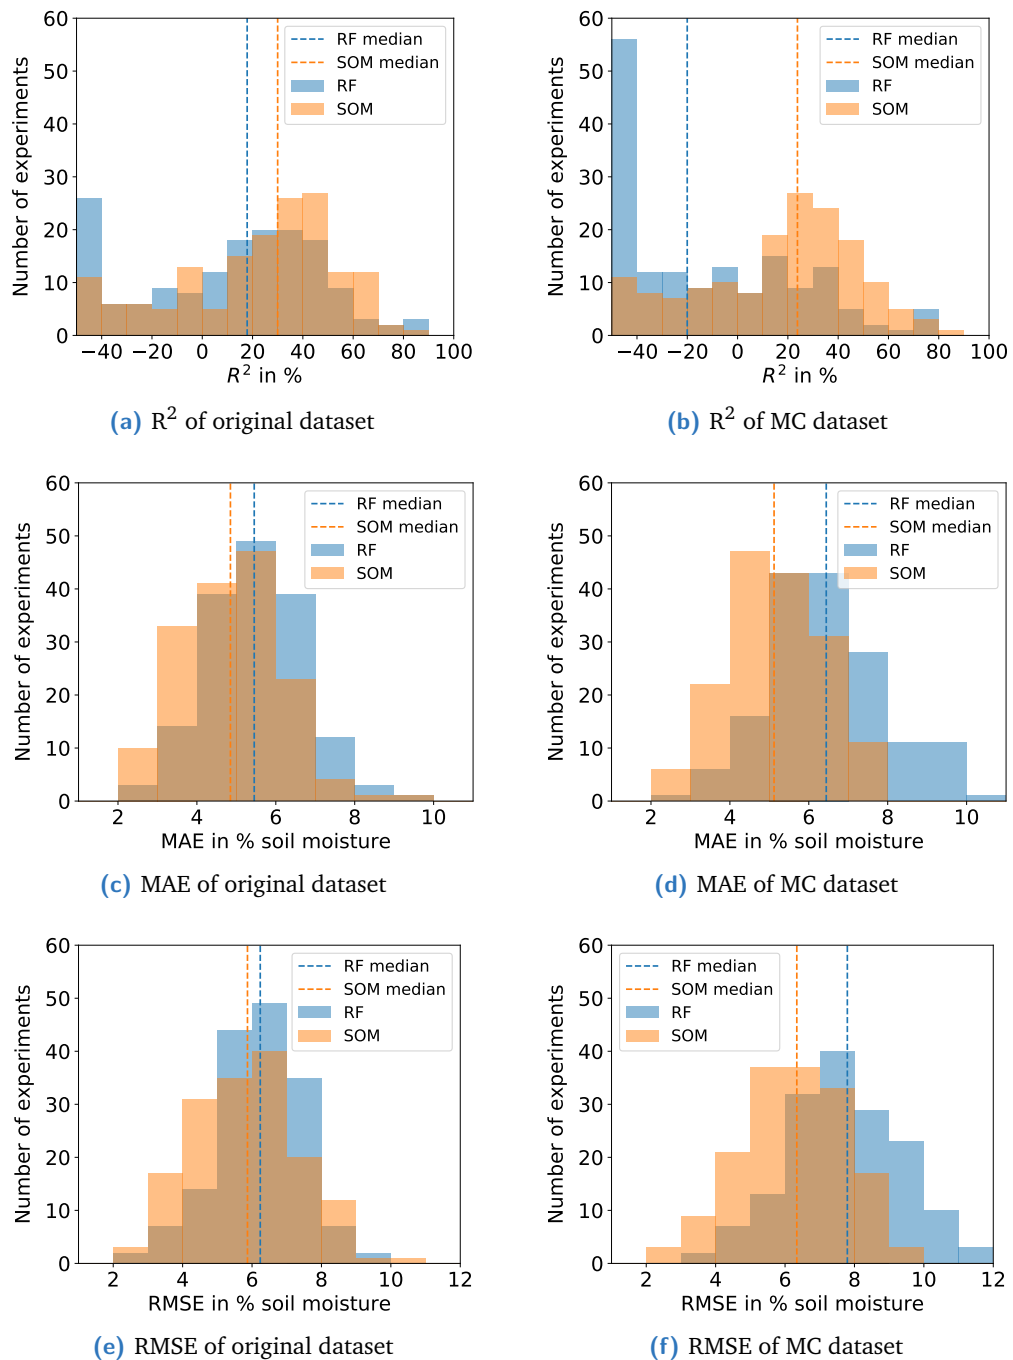 60
50
40
30
20
10
0
Number of experiments
RF median
SOM median
RF
SOM
−40 −20 0 20 40 60 80 100
R² in %
(a) R² of original dataset
60
50
40
30
20
10
0
Number of experiments
RF median
SOM median
RF
SOM
−40 −20 0 20 40 60 80 100
R² in %
(b) R² of MC dataset
60
50
40
30
20
10
0
Number of experiments
RF median
SOM median
RF
SOM
2 4 6 8 10
MAE in % soil moisture
(c) MAE of original dataset
60
50
40
30
20
10
0
Number of experiments
RF median
SOM median
RF
SOM
2 4 6 8 10
MAE in % soil moisture
(d) MAE of MC dataset
60
50
40
30
20
10
0
Number of experiments
RF median
SOM median
RF
SOM
2 4 6 8 10 12
RMSE in % soil moisture
(e) RMSE of original dataset
60
50
40
30
20
10
0
Number of experiments
RF median
SOM median
RF
SOM
2 4 6 8 10 12
RMSE in % soil moisture
(f) RMSE of MC dataset